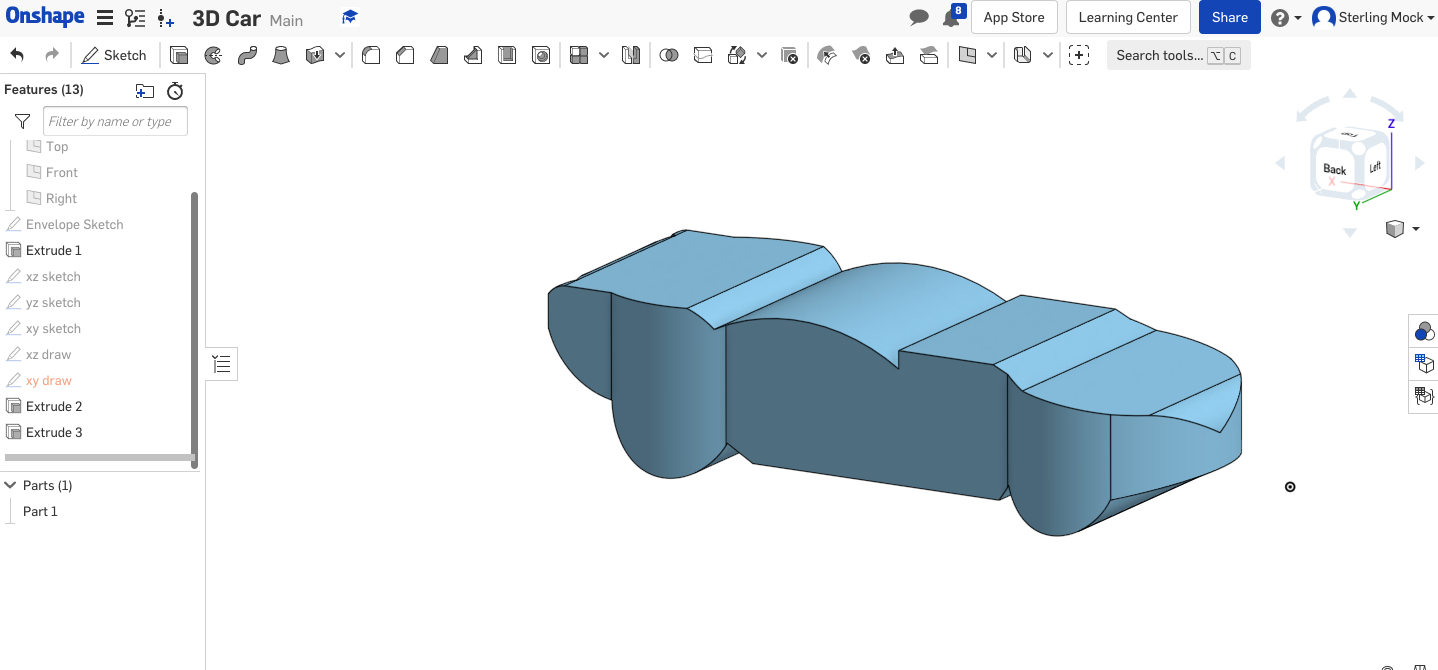 Onshape 3D Car Main 8 App Store Learning Center Share Sterling Mock
Sketch Search tools... ⌥ C
Features (13)
Filter by name or type
Top
Front
Right
Envelope Sketch
Extrude 1
xz sketch
yz sketch
xy sketch
xz draw
xy draw
Extrude 2
Extrude 3
Parts (1)
Part 1
Z
Top
Back
Left
X
Y